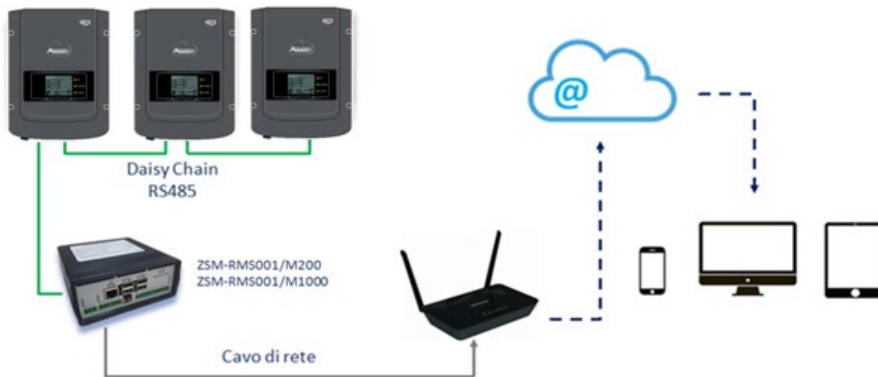 @
Daisy Chain
RS485
ZSM-RMS001/M200
ZSM-RMS001/M1000
Cavo di rete